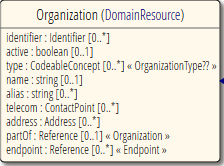 Organization (DomainResource)
identifier : Identifier [0..*]
active : boolean [0..1]
type : CodeableConcept [0..*] « OrganizationType?? »
name : string [0..1]
alias : string [0..*]
telecom : ContactPoint [0..*]
address : Address [0..*]
partOf : Reference [0..1] « Organization »
endpoint : Reference [0..*] « Endpoint »